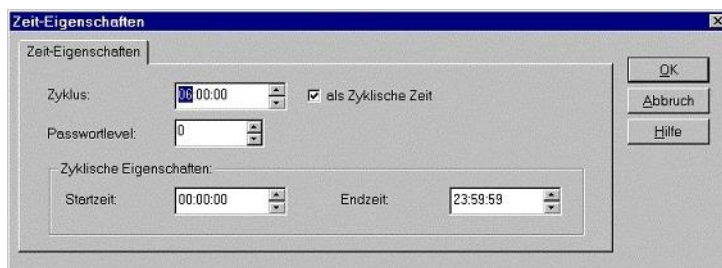 Zeit-Eigenschaften
Zeit-Eigenschaften
Zyklus: 06:00:00 als Zyklische Zeit
Passwortlevel: 0
Zyklische Eigenschaften:
Startzeit: 00:00:00 Endzeit: 23:59:59
OK
Abbruch
Hilfe